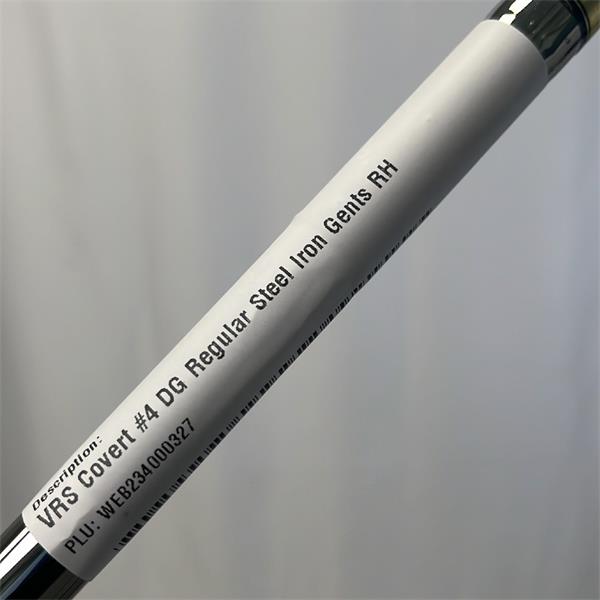 Description:
VRS Covert #4 DG Regular Steel Iron Gents RH
PLU: WEB234000327